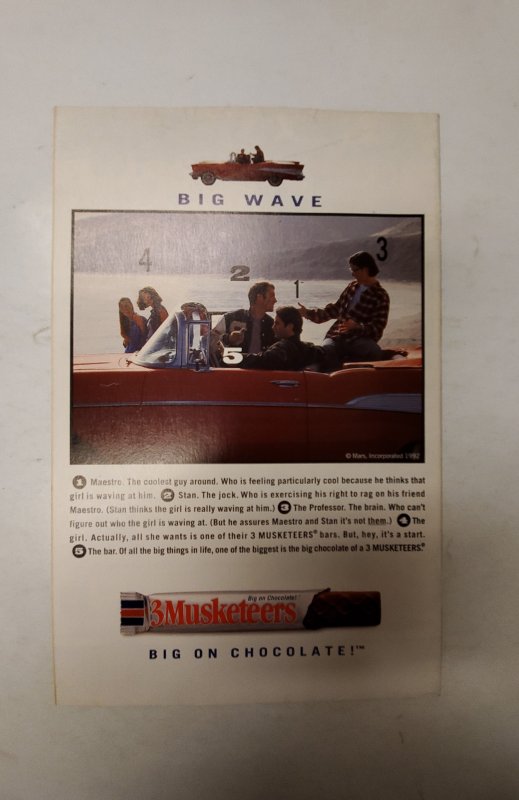 BIG WAVE
4
2
1
3
5
© Mars, Incorporated 1992
1 Maestro. The coolest guy around. Who is feeling particularly cool because he thinks that
girl is waving at him. 2 Stan. The jock. Who is exercising his right to rag on his friend
Maestro. (Stan thinks the girl is really waving at him.) 3 The Professor. The brain. Who can't
figure out who the girl is waving at. (But he assures Maestro and Stan it's not them.) 4 The
girl. Actually, all she wants is one of their 3 MUSKETEERS® bars. But, hey, it's a start.
5 The bar. Of all the big things in life, one of the biggest is the big chocolate of a 3 MUSKETEERS.®
Big on Chocolate!™
3Musketeers
BIG ON CHOCOLATE!™